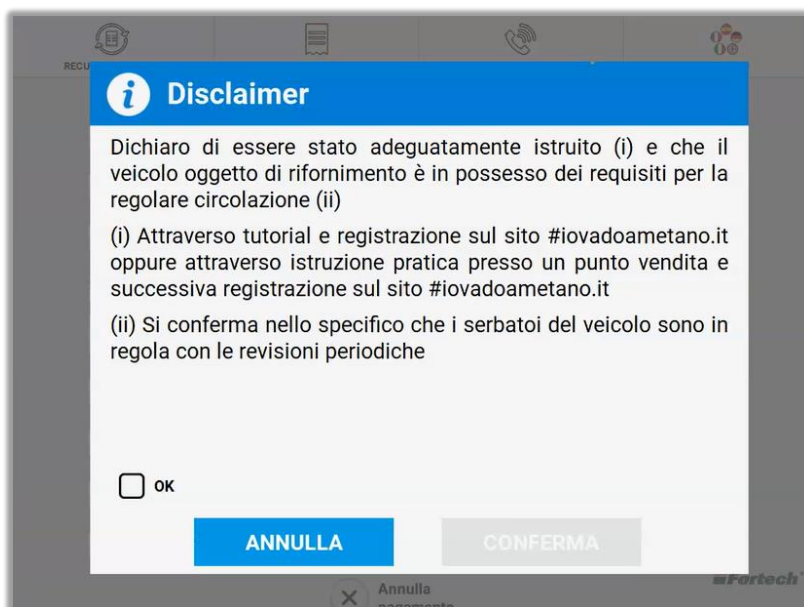 RECU
Disclaimer
Dichiaro di essere stato adeguatamente istruito (i) e che il
veicolo oggetto di rifornimento è in possesso dei requisiti per la
regolare circolazione (ii)
(i) Attraverso tutorial e registrazione sul sito #iovadoametano.it
oppure attraverso istruzione pratica presso un punto vendita e
successiva registrazione sul sito #iovadoametano.it
(ii) Si conferma nello specifico che i serbatoi del veicolo sono in
regola con le revisioni periodiche
OK
ANNULLA
CONFERMA
Fortech
Annulla
pagamento